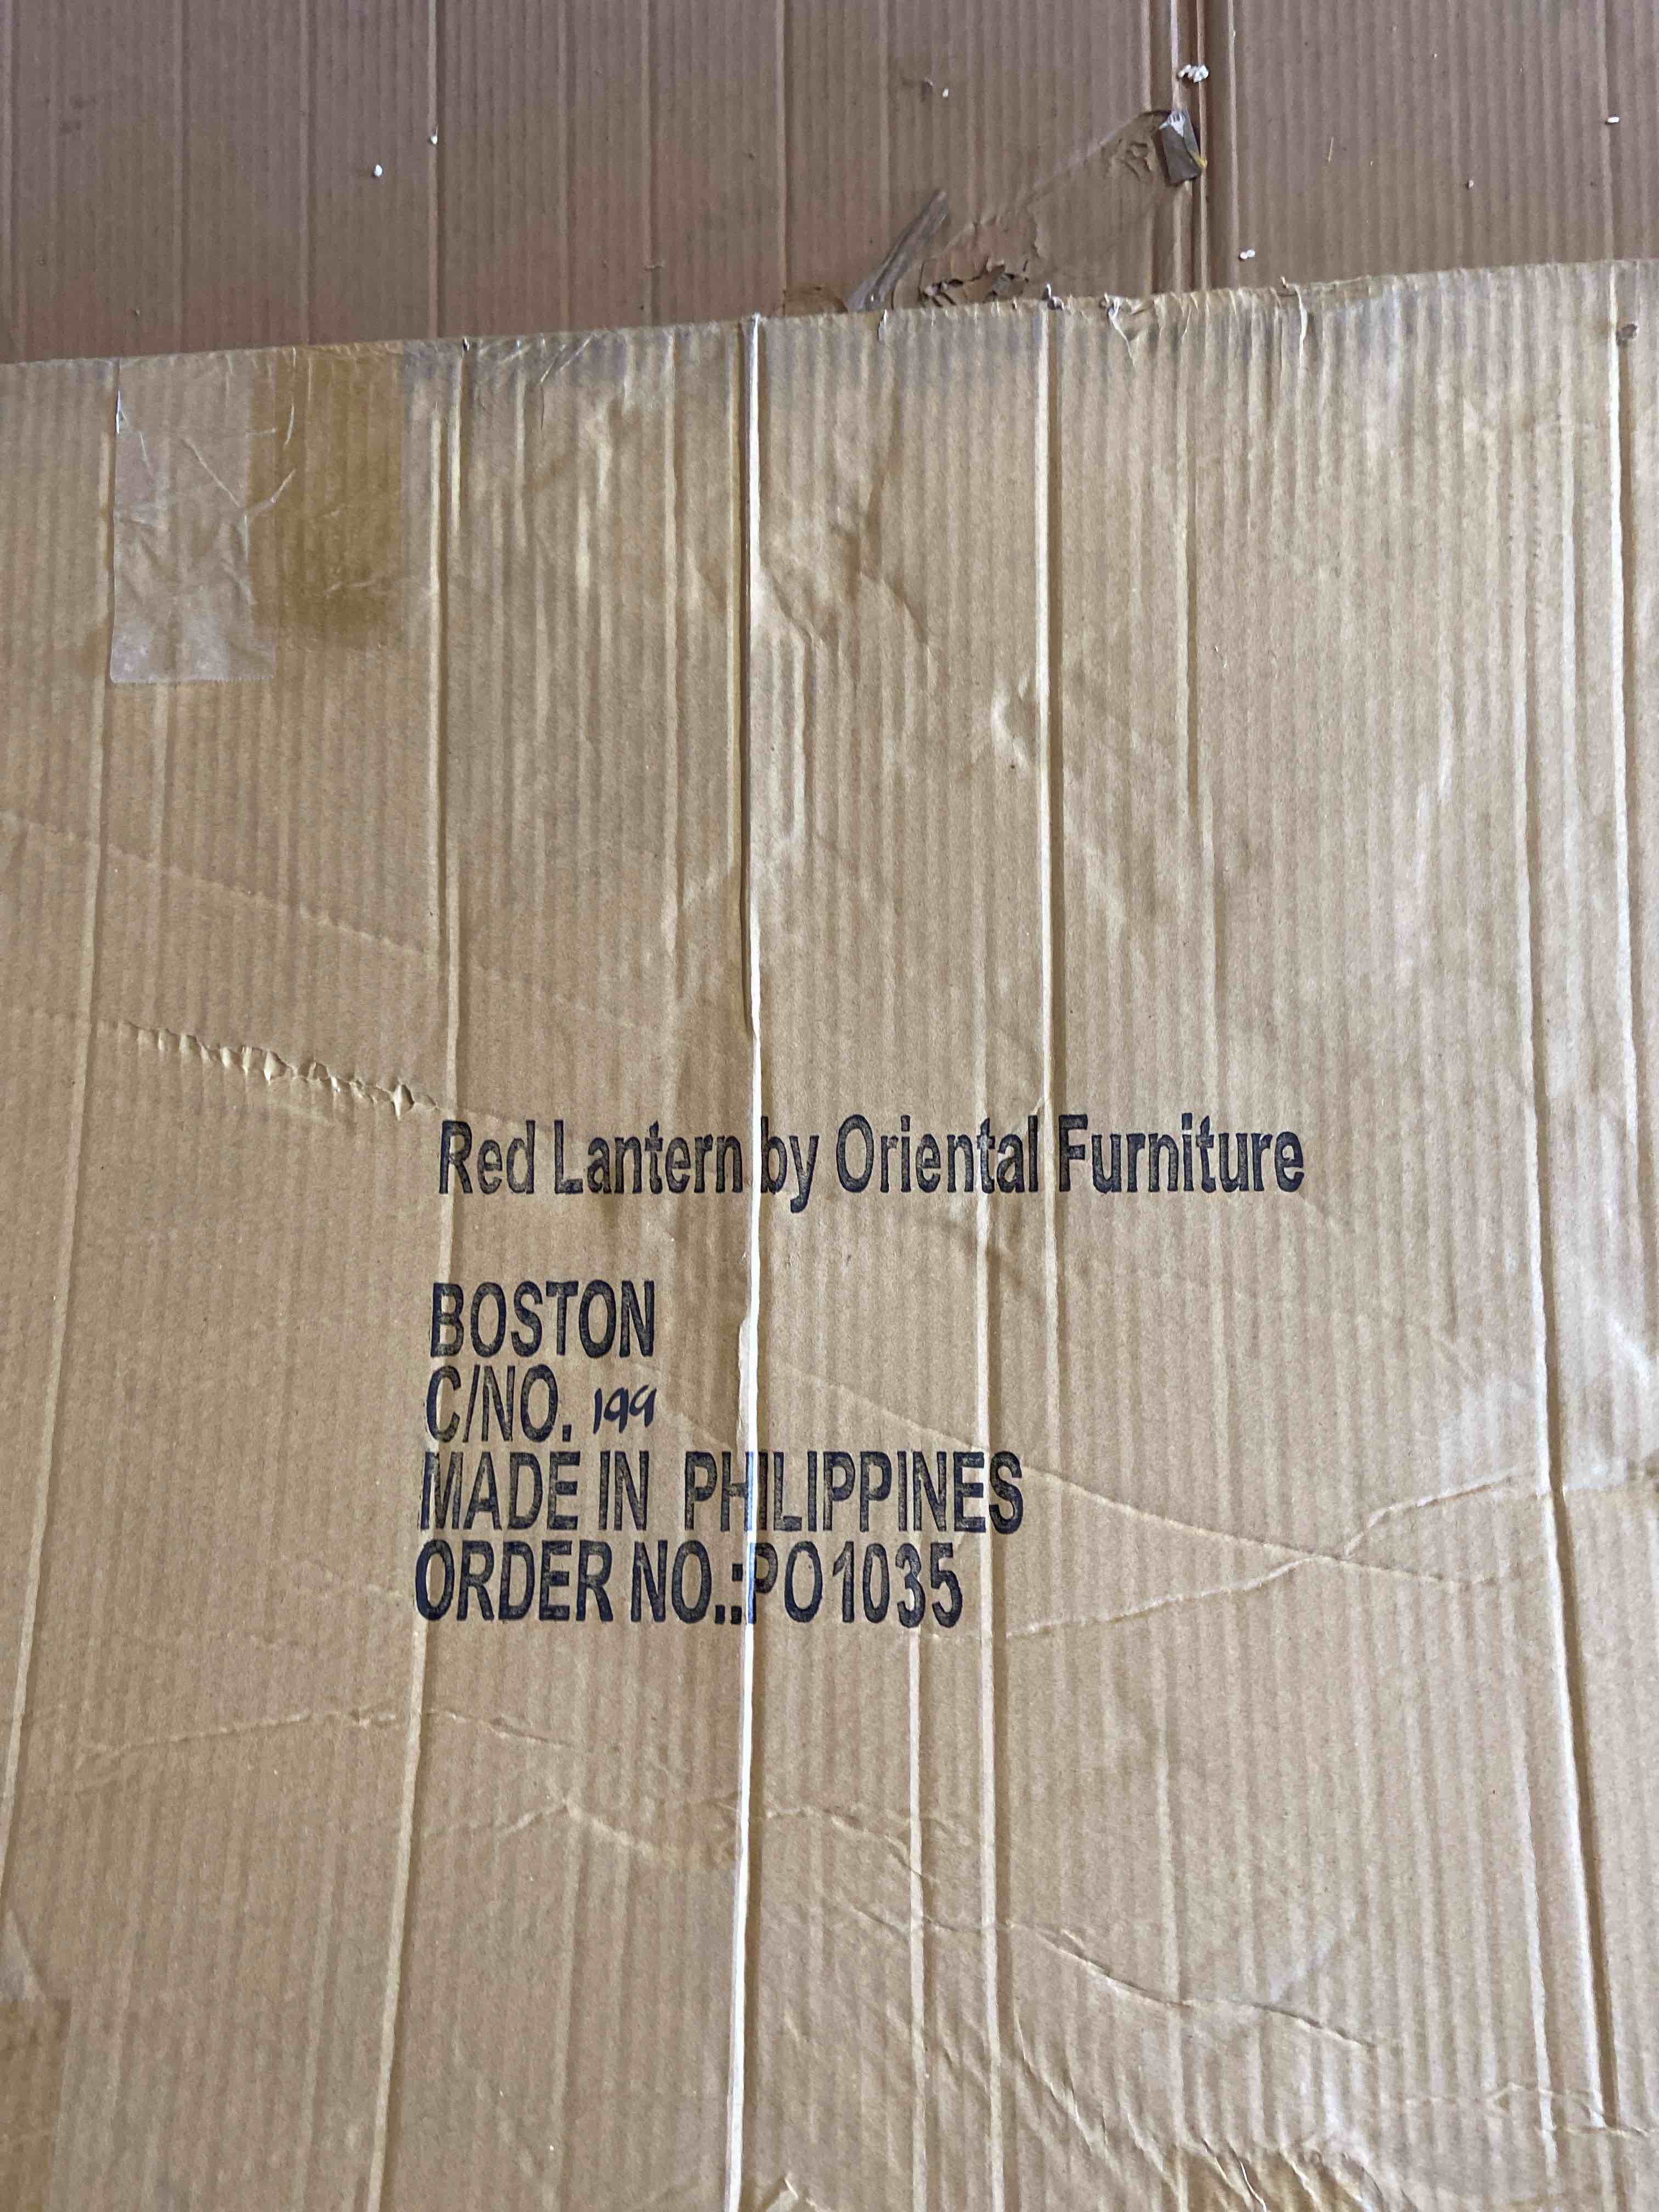 Red Lantern by Oriental Furniture
BOSTON
C/NO. 199
MADE IN PHILIPPINES
ORDER NO.:PO1035